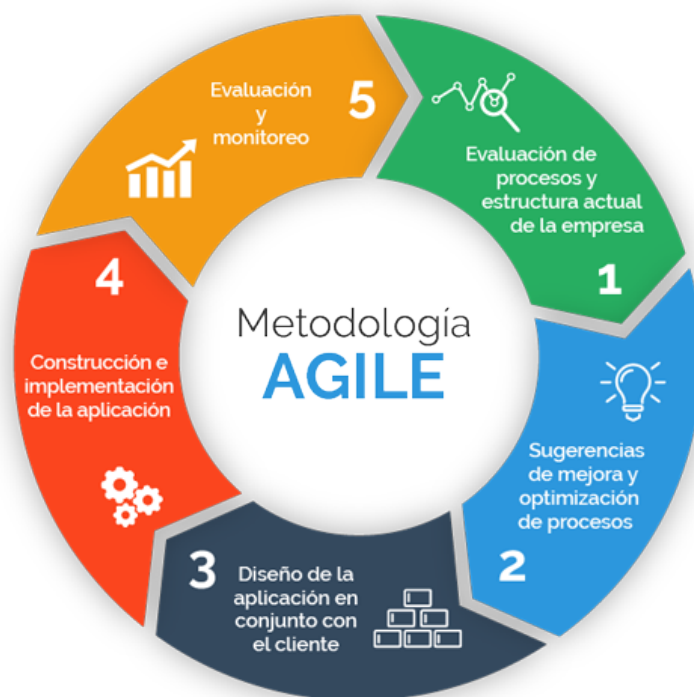 Metodología
AGILE
Evaluación de
procesos y
estructura actual
de la empresa
1
Sugerencias
de mejora y
optimización
de procesos
2
3
Diseño de la
aplicación en
conjunto con
el cliente
4
Construcción e
implementación
de la aplicación
Evaluación
y
monitoreo
5